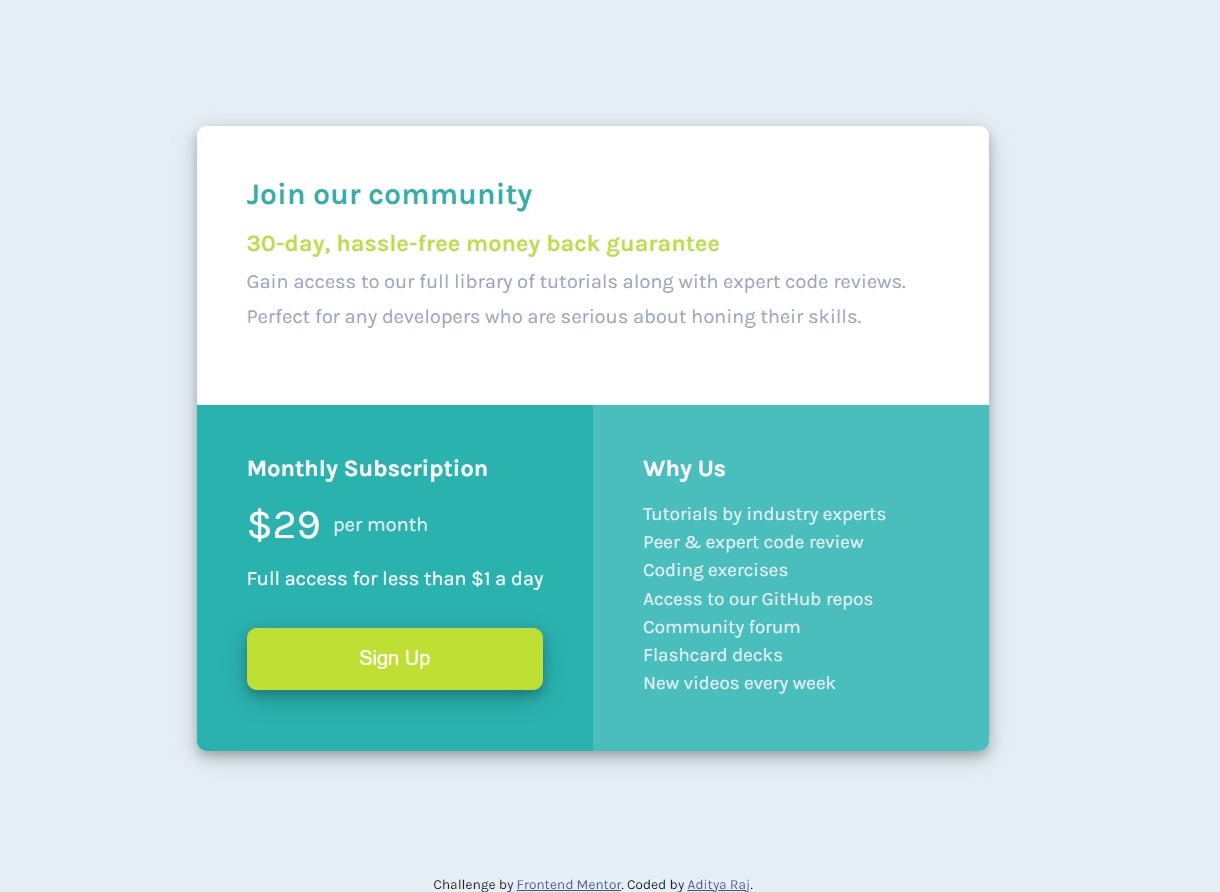 Join our community
30-day, hassle-free money back guarantee
Gain access to our full library of tutorials along with expert code reviews.
Perfect for any developers who are serious about honing their skills.
Monthly Subscription
$29 per month
Full access for less than $1 a day
Sign Up
Why Us
Tutorials by industry experts
Peer & expert code review
Coding exercises
Access to our GitHub repos
Community forum
Flashcard decks
New videos every week
Challenge by Frontend Mentor. Coded by Aditya Raj.